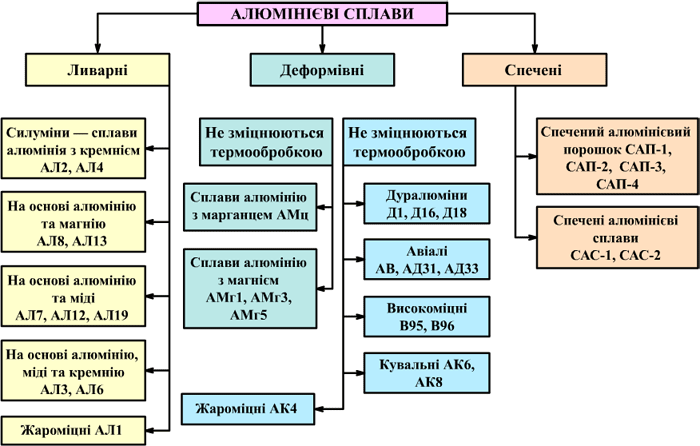 АЛЮМІНІЄВІ СПЛАВИ
Ливарні
Деформівні
Спечені
Силуміни — сплави
алюмінія з кремнієм
АЛ2, АЛ4
На основі алюмінію
та магнію
АЛ8, АЛ13
На основі алюмінію
та міді
АЛ7, АЛ12, АЛ19
На основі алюмінію,
міді та кремнію
АЛ3, АЛ6
Жароміцні АЛ1
Не зміцнюються
термообробкою
Сплави алюмінію
з марганцем АМц
Сплави алюмінію
з магнієм
АМг1, АМг3,
АМг5
Не зміцнюються
термообробкою
Дуралюміни
Д1, Д16, Д18
Авіалі
АВ, АД31, АД33
Високоміцні
В95, В96
Кувальні АК6,
АК8
Жароміцні АК4
Спечений алюмінієвий
порошок САП-1,
САП-2, САП-3,
САП-4
Спечені алюмінієві
сплави
САС-1, САС-2